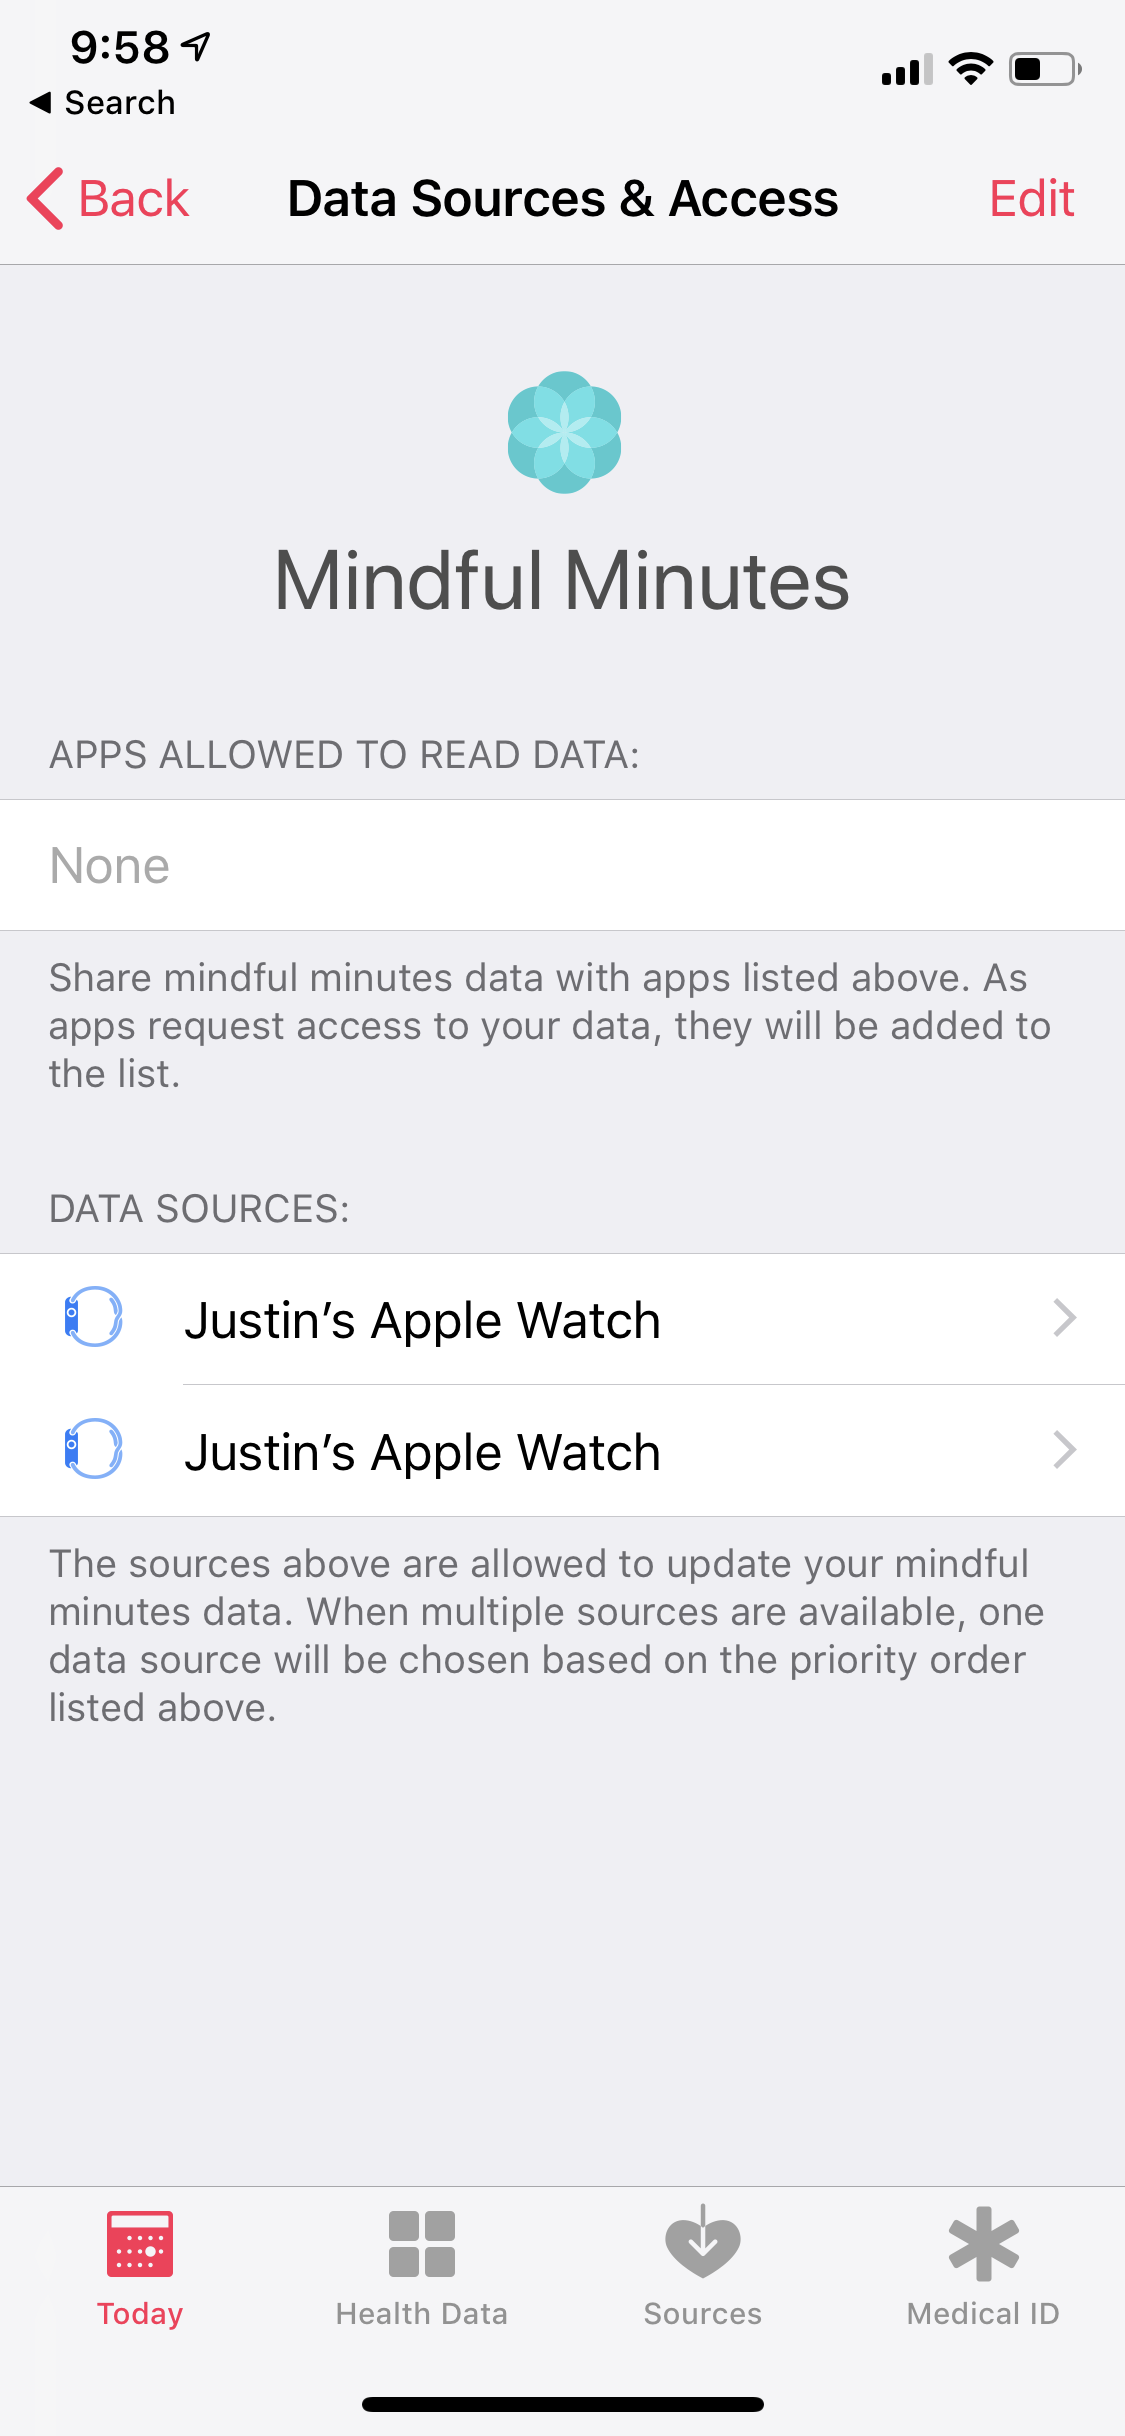 9:58
Search
Back
Data Sources & Access
Edit
Mindful Minutes
APPS ALLOWED TO READ DATA:
None
Share mindful minutes data with apps listed above. As
apps request access to your data, they will be added to
the list.
DATA SOURCES:
Justin’s Apple Watch
Justin’s Apple Watch
The sources above are allowed to update your mindful
minutes data. When multiple sources are available, one
data source will be chosen based on the priority order
listed above.
Today
Health Data
Sources
Medical ID